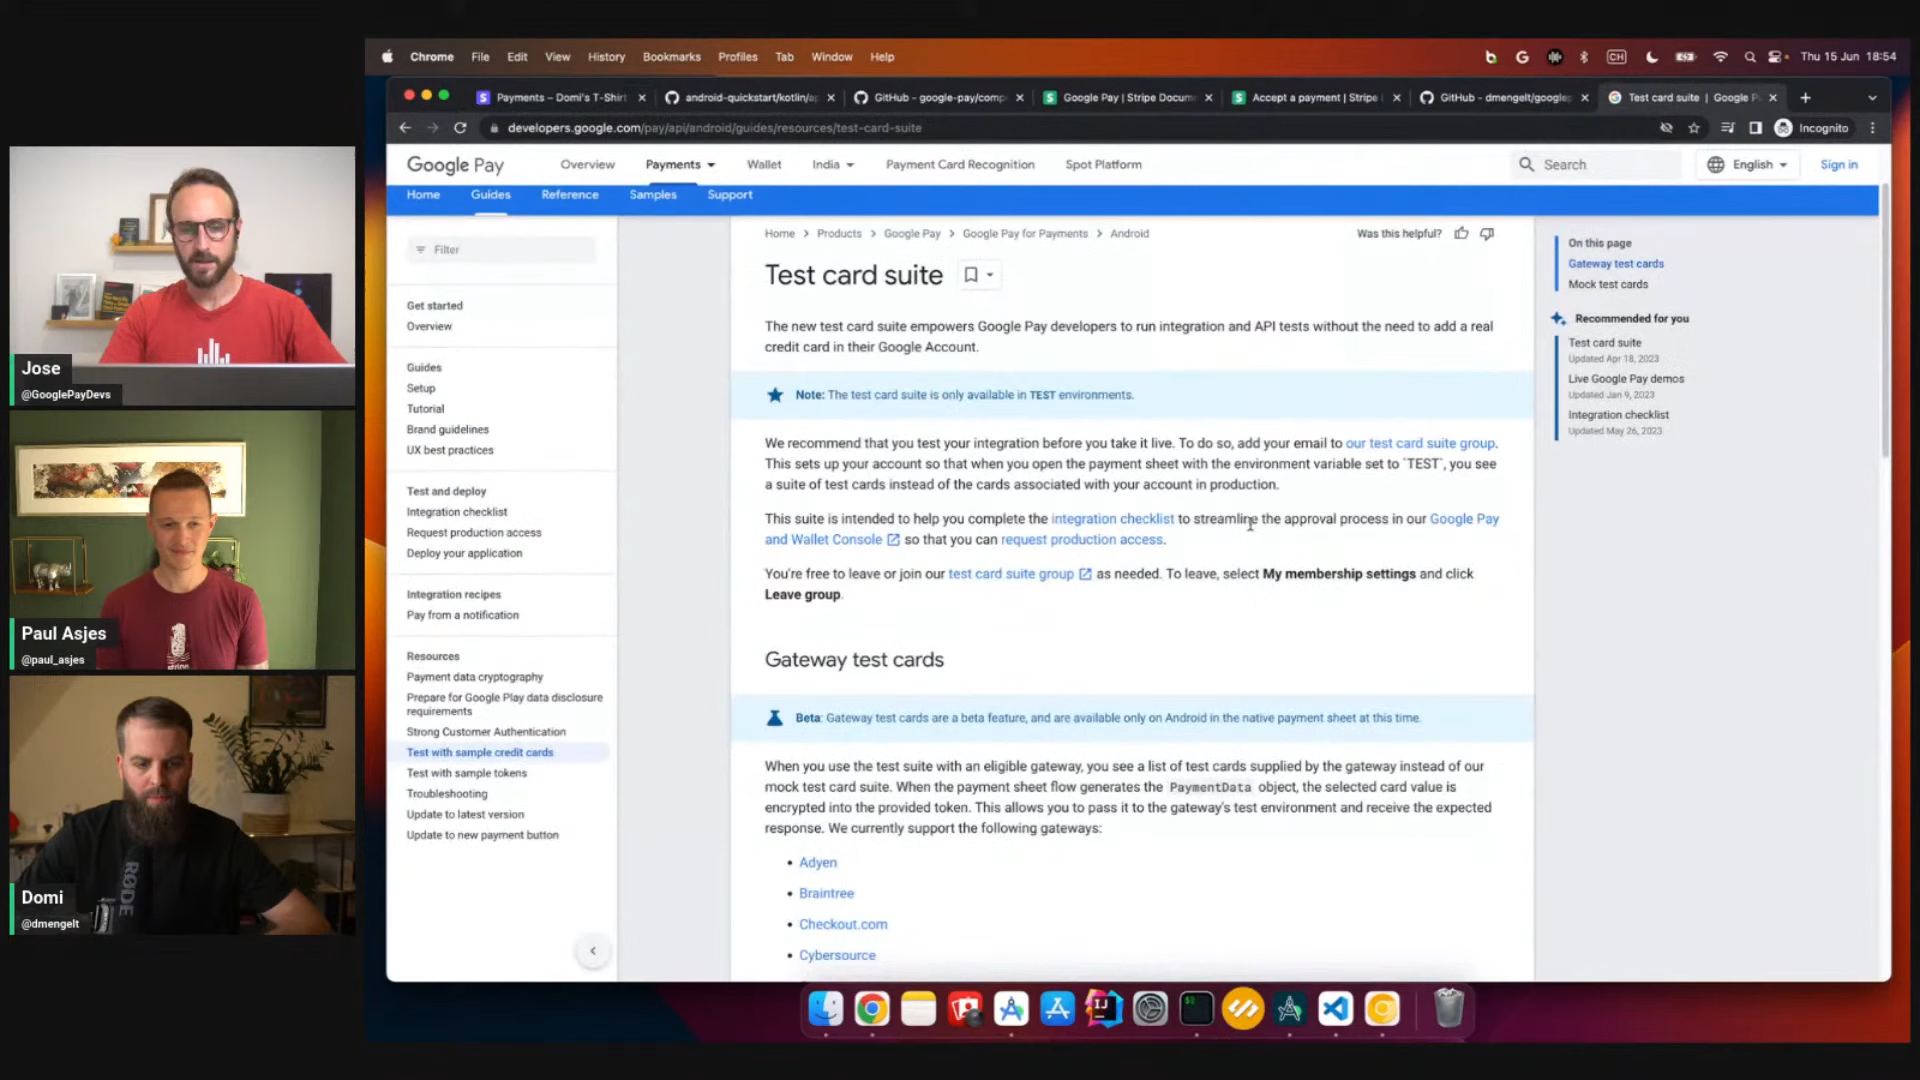 Chrome File Edit View History Bookmarks Profiles Tab Window Help
CH
Thu 15 Jun 18:54
Payments – Domi's T-Shirt
android-quickstart/kotlin/ap
GitHub - google-pay/comp
Google Pay | Stripe Docum
Accept a payment | Stripe
GitHub - dmengelt/googlep
Test card suite | Google P
developers.google.com/pay/api/android/guides/resources/test-card-suite
Incognito
Google Pay
Overview
Payments
Wallet
India
Payment Card Recognition
Spot Platform
Search
English
Sign in
Home
Guides
Reference
Samples
Support
Filter
Get started
Overview
Guides
Setup
Tutorial
Brand guidelines
UX best practices
Test and deploy
Integration checklist
Request production access
Deploy your application
Integration recipes
Pay from a notification
Resources
Payment data cryptography
Prepare for Google Play data disclosure
requirements
Strong Customer Authentication
Test with sample credit cards
Test with sample tokens
Troubleshooting
Update to latest version
Update to new payment button
Home > Products > Google Pay > Google Pay for Payments > Android
Was this helpful?
Test card suite
The new test card suite empowers Google Pay developers to run integration and API tests without the need to add a real
credit card in their Google Account.
Note: The test card suite is only available in TEST environments.
We recommend that you test your integration before you take it live. To do so, add your email to our test card suite group.
This sets up your account so that when you open the payment sheet with the environment variable set to `TEST`, you see
a suite of test cards instead of the cards associated with your account in production.
This suite is intended to help you complete the integration checklist to streamline the approval process in our Google Pay
and Wallet Console so that you can request production access.
You're free to leave or join our test card suite group as needed. To leave, select My membership settings and click
Leave group.
Gateway test cards
Beta: Gateway test cards are a beta feature, and are available only on Android in the native payment sheet at this time.
When you use the test suite with an eligible gateway, you see a list of test cards supplied by the gateway instead of our
mock test card suite. When the payment sheet flow generates the PaymentData object, the selected card value is
encrypted into the provided token. This allows you to pass it to the gateway's test environment and receive the expected
response. We currently support the following gateways:
• Adyen
• Braintree
• Checkout.com
• Cybersource
On this page
Gateway test cards
Mock test cards
Recommended for you
Test card suite
Updated Apr 18, 2023
Live Google Pay demos
Updated Jan 9, 2023
Integration checklist
Updated May 26, 2023
Jose
@GooglePayDevs
Paul Asjes
@paul_asjes
Domi
@dmengelt
RØDE
IJ